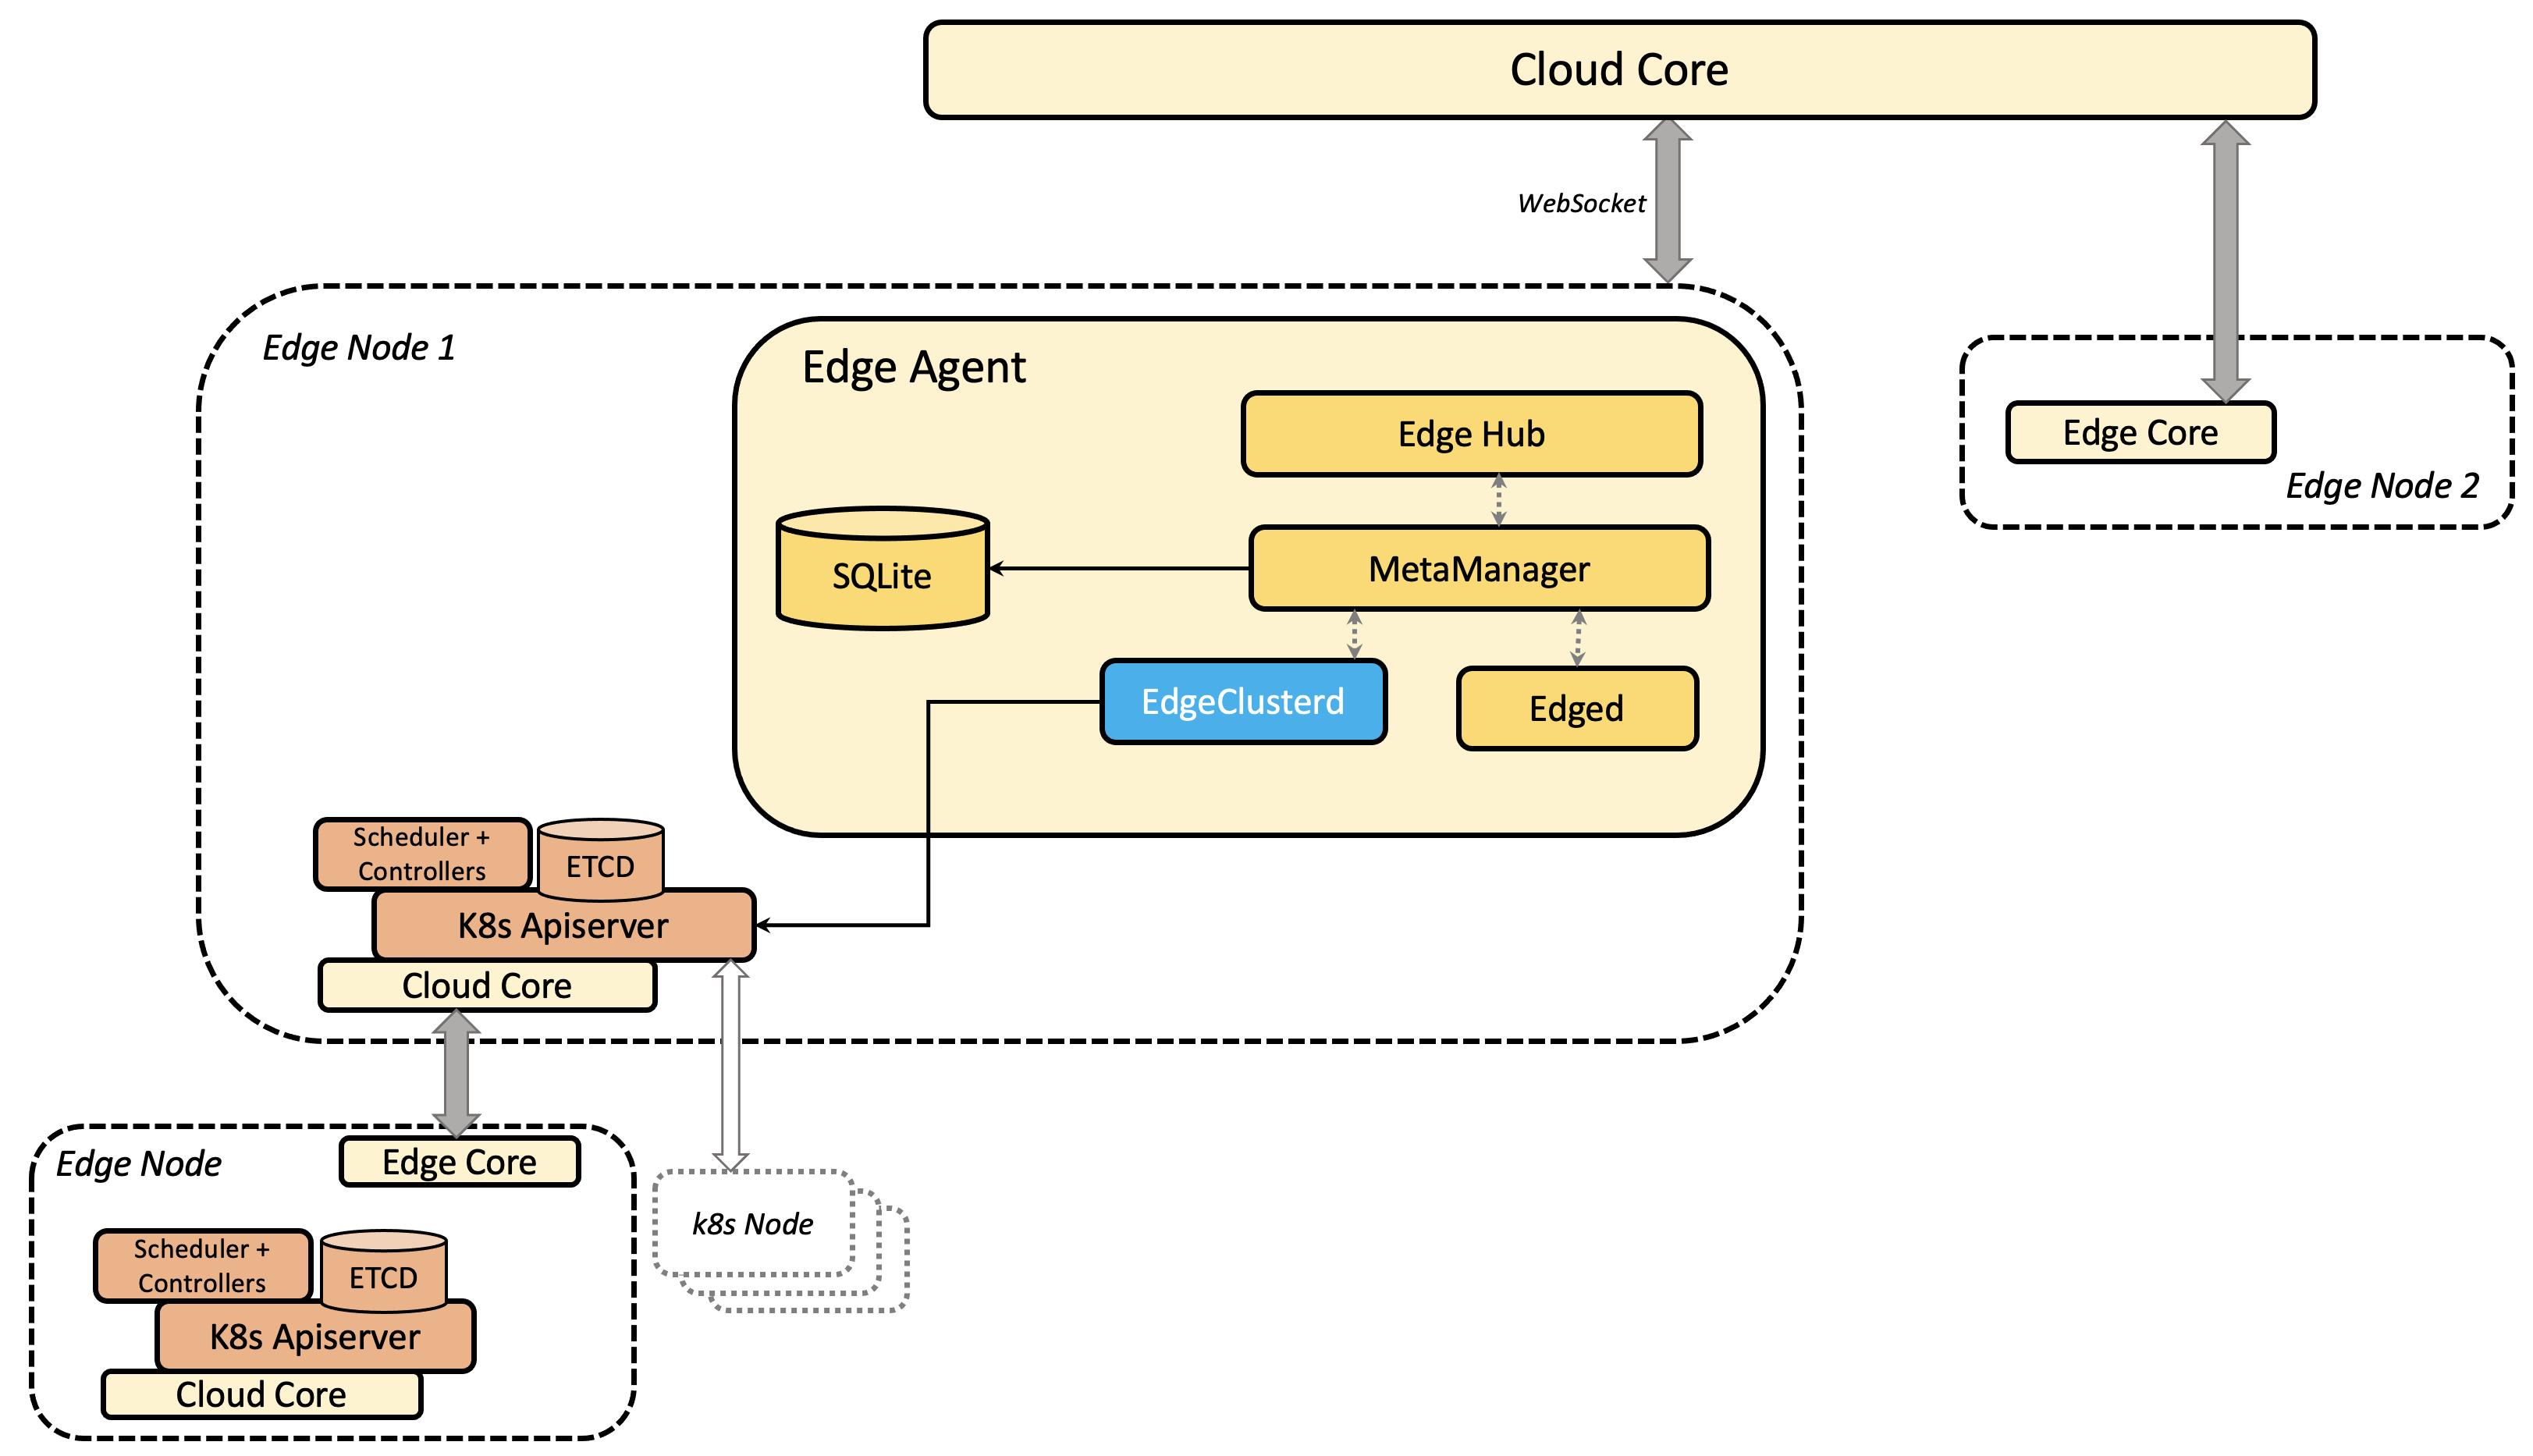 Cloud Core
WebSocket
Edge Node 1
Edge Agent
Edge Hub
Edge Core
Edge Node 2
SQLite
MetaManager
EdgeClusterd
Edged
Scheduler +
Controllers
ETCD
K8s Apiserver
Cloud Core
Edge Node
Edge Core
k8s Node
Scheduler +
Controllers
ETCD
K8s Apiserver
Cloud Core